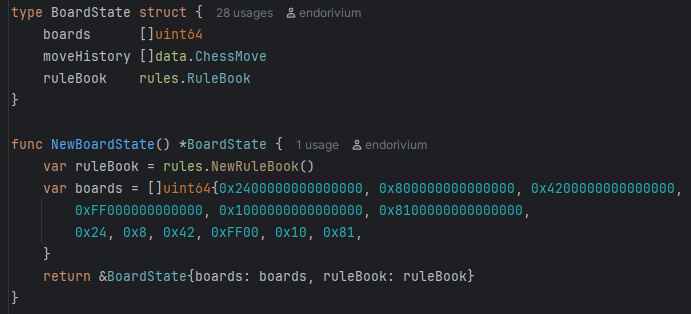 type BoardState struct {  28 usages  endorivium
    boards      []uint64
    moveHistory []data.ChessMove
    ruleBook    rules.RuleBook
}
func NewBoardState() *BoardState {  1 usage  endorivium
    var ruleBook = rules.NewRuleBook()
    var boards = []uint64{0x2400000000000000, 0x800000000000000, 0x4200000000000000,
        0xFF000000000000, 0x1000000000000000, 0x8100000000000000,
        0x24, 0x8, 0x42, 0xFF00, 0x10, 0x81,
    }
    return &BoardState{boards: boards, ruleBook: ruleBook}
}